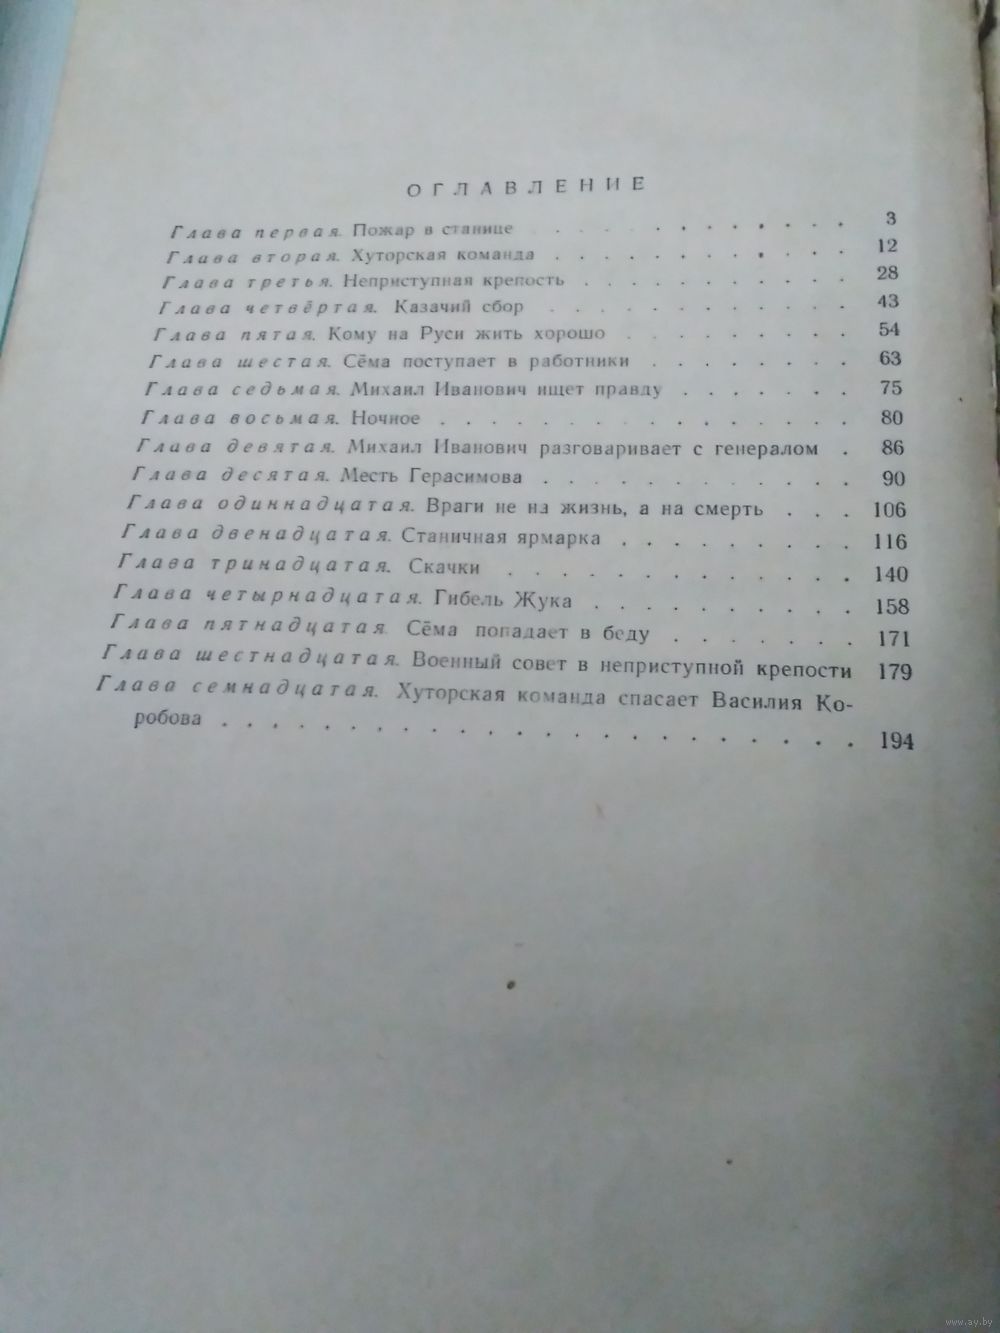 ОГЛАВЛЕНИЕ
Глава первая. Пожар в станице . . . . . . . . . . . 3
Глава вторая. Хуторская команда . . . . . . . . . . . 12
Глава третья. Неприступная крепость . . . . . . . . . . 28
Глава четвёртая. Казачий сбор . . . . . . . . . . . 43
Глава пятая. Кому на Руси жить хорошо . . . . . . . . . 54
Глава шестая. Сёма поступает в работники . . . . . . . . 63
Глава седьмая. Михаил Иванович ищет правду . . . . . . . 75
Глава восьмая. Ночное . . . . . . . . . . . . . . . 80
Глава девятая. Михаил Иванович разговаривает с генералом . 86
Глава десятая. Месть Герасимова . . . . . . . . . . . . 90
Глава одиннадцатая. Враги не на жизнь, а на смерть . . . 106
Глава двенадцатая. Станичная ярмарка . . . . . . . . . 116
Глава тринадцатая. Скачки . . . . . . . . . . . . . 140
Глава четырнадцатая. Гибель Жука . . . . . . . . . . 158
Глава пятнадцатая Сёма попадает в беду . . . . . . . 171
Глава шестнадцатая. Военный совет в неприступной крепости 179
Глава семнадцатая. Хуторская команда спасает Василия Ко-
робова . . . . . . . . . . . . . . . . . . . . . . . 194
www.ay.by